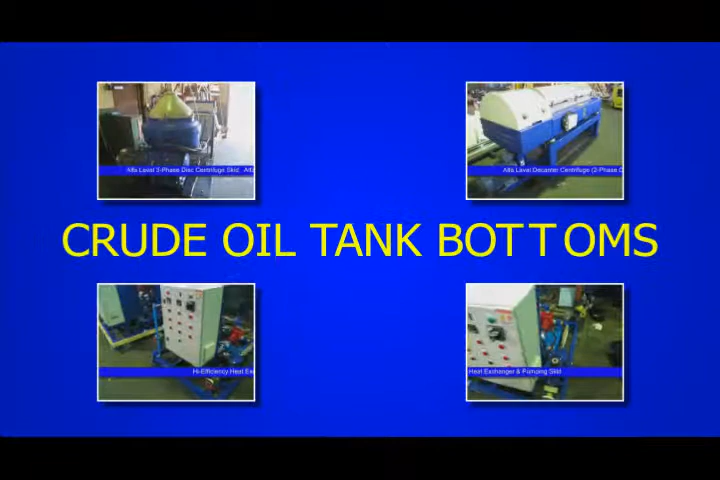 Alfa Laval 3-Phase Disc Centrifuge Skid.
Alfa Laval Decanter Centrifuge (2-Phase
CRUDE OIL TANK BOTTOMS
Hi-Efficiency Heat
Heat Exchanger & Pumping Skid